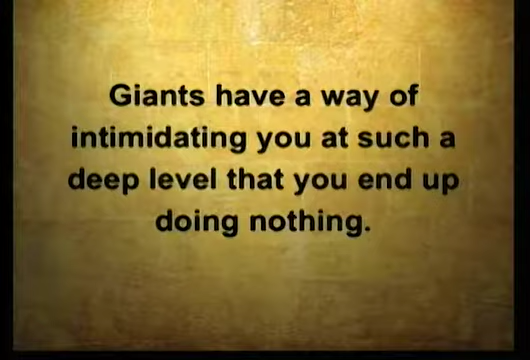 Giants have a way of
intimidating you at such a
deep level that you end up
doing nothing.